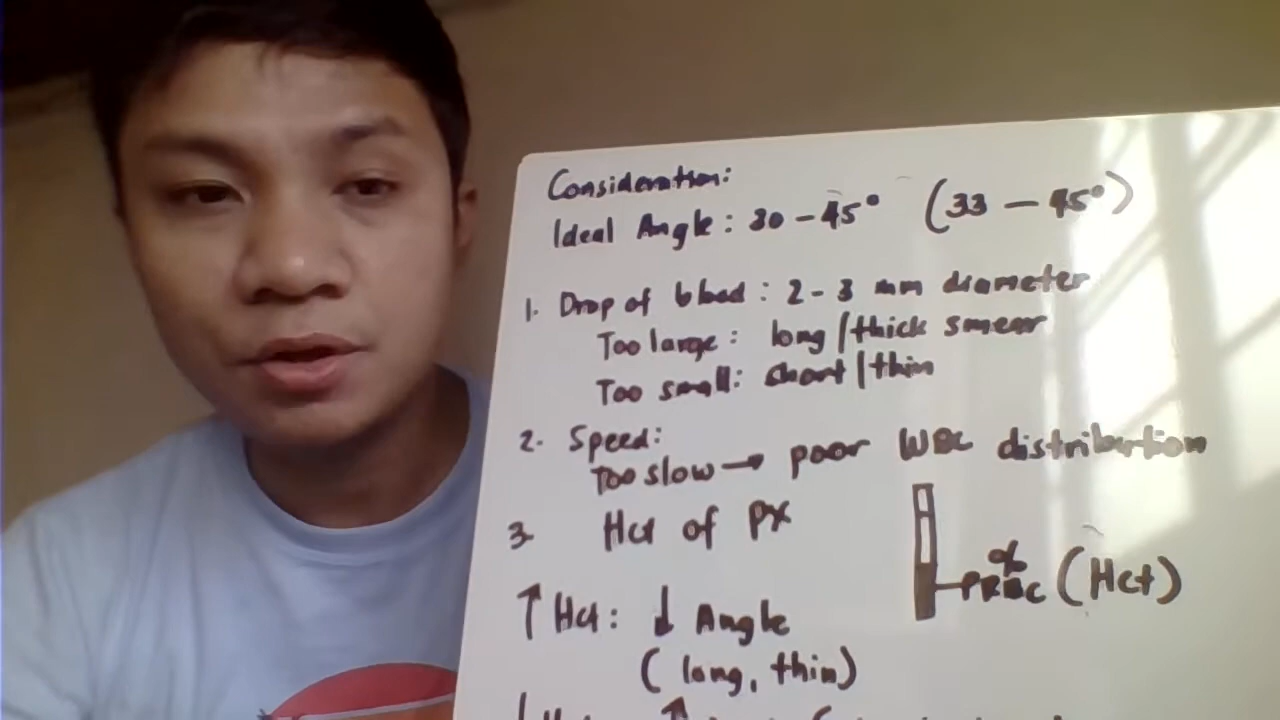 Consideration:
Ideal Angle: 30 - 45° (33 - 45°)
1. Drop of blood: 2 - 3 mm diameter
Too large: long/thick smear
Too small: short/thin
2. Speed:
Too slow → poor WBC distribution
3. Hct of Px
% PRBC (Hct)
↑ Hct: ↓ Angle
(long, thin)